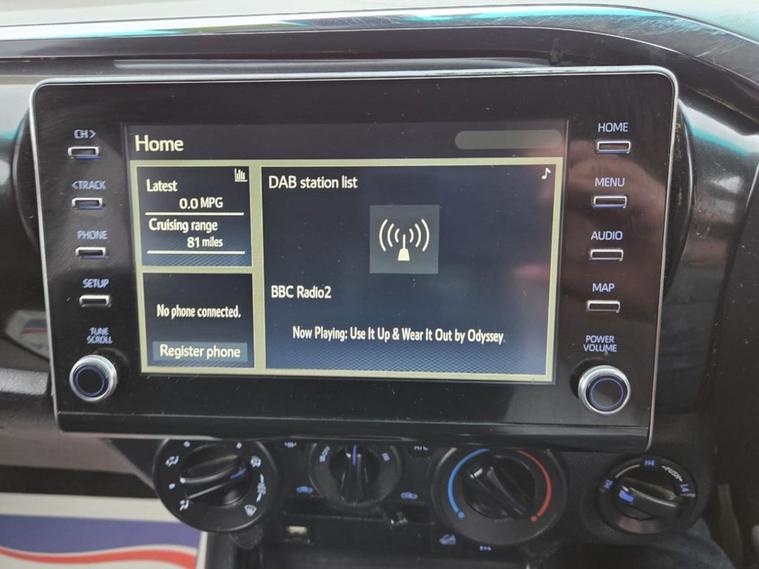 CH >
< TRACK
PHONE
SETUP
TUNE
SCROLL
Home
Latest
0.0 MPG
Cruising range
81 miles
No phone connected.
Register phone
DAB station list
BBC Radio2
Now Playing: Use It Up & Wear It Out by Odyssey
HOME
MENU
AUDIO
MAP
POWER
VOLUME